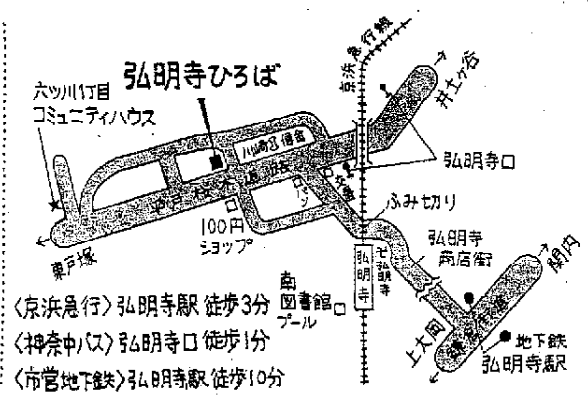 京浜急行線
弘明寺ひろば
六ッ川1丁目
コミュニティハウス
井土ヶ谷
弘明寺口
100円
ショップ
東戸塚
ふみ切り
弘明寺
商店街
卍弘明寺
弘明寺
関内
上大岡
南
図書館
プール
地下鉄
弘明寺駅
〈京浜急行〉弘明寺駅 徒歩3分
〈神奈中バス〉弘明寺口 徒歩1分
〈市営地下鉄〉弘明寺駅 徒歩10分